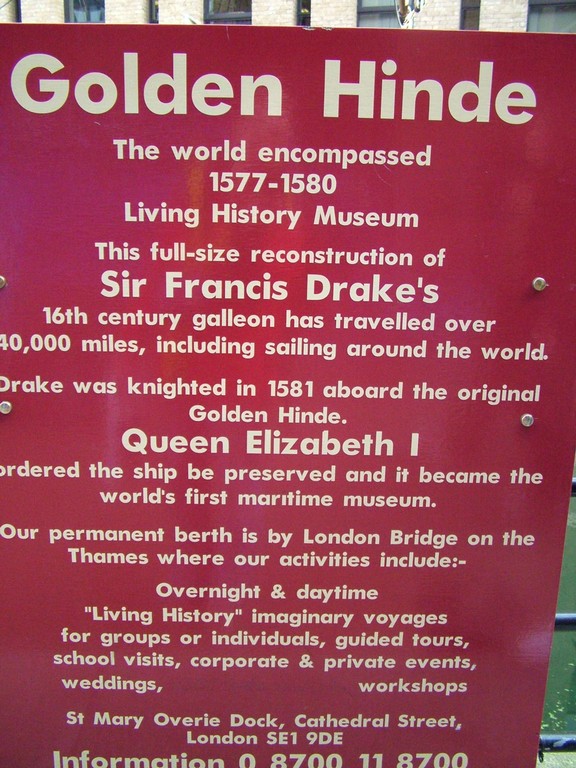 Golden Hinde
The world encompassed
1577-1580
Living History Museum
This full-size reconstruction of
Sir Francis Drake's
16th century galleon has travelled over
40,000 miles, including sailing around the world.
Drake was knighted in 1581 aboard the original
Golden Hinde.
Queen Elizabeth I
ordered the ship be preserved and it became the
world's first maritime museum.
Our permanent berth is by London Bridge on the
Thames where our activities include:-
Overnight & daytime
"Living History" imaginary voyages
for groups or individuals, guided tours,
school visits, corporate & private events,
weddings, workshops
St Mary Overie Dock, Cathedral Street,
London SE1 9DE
Information 0 8700 11 8700